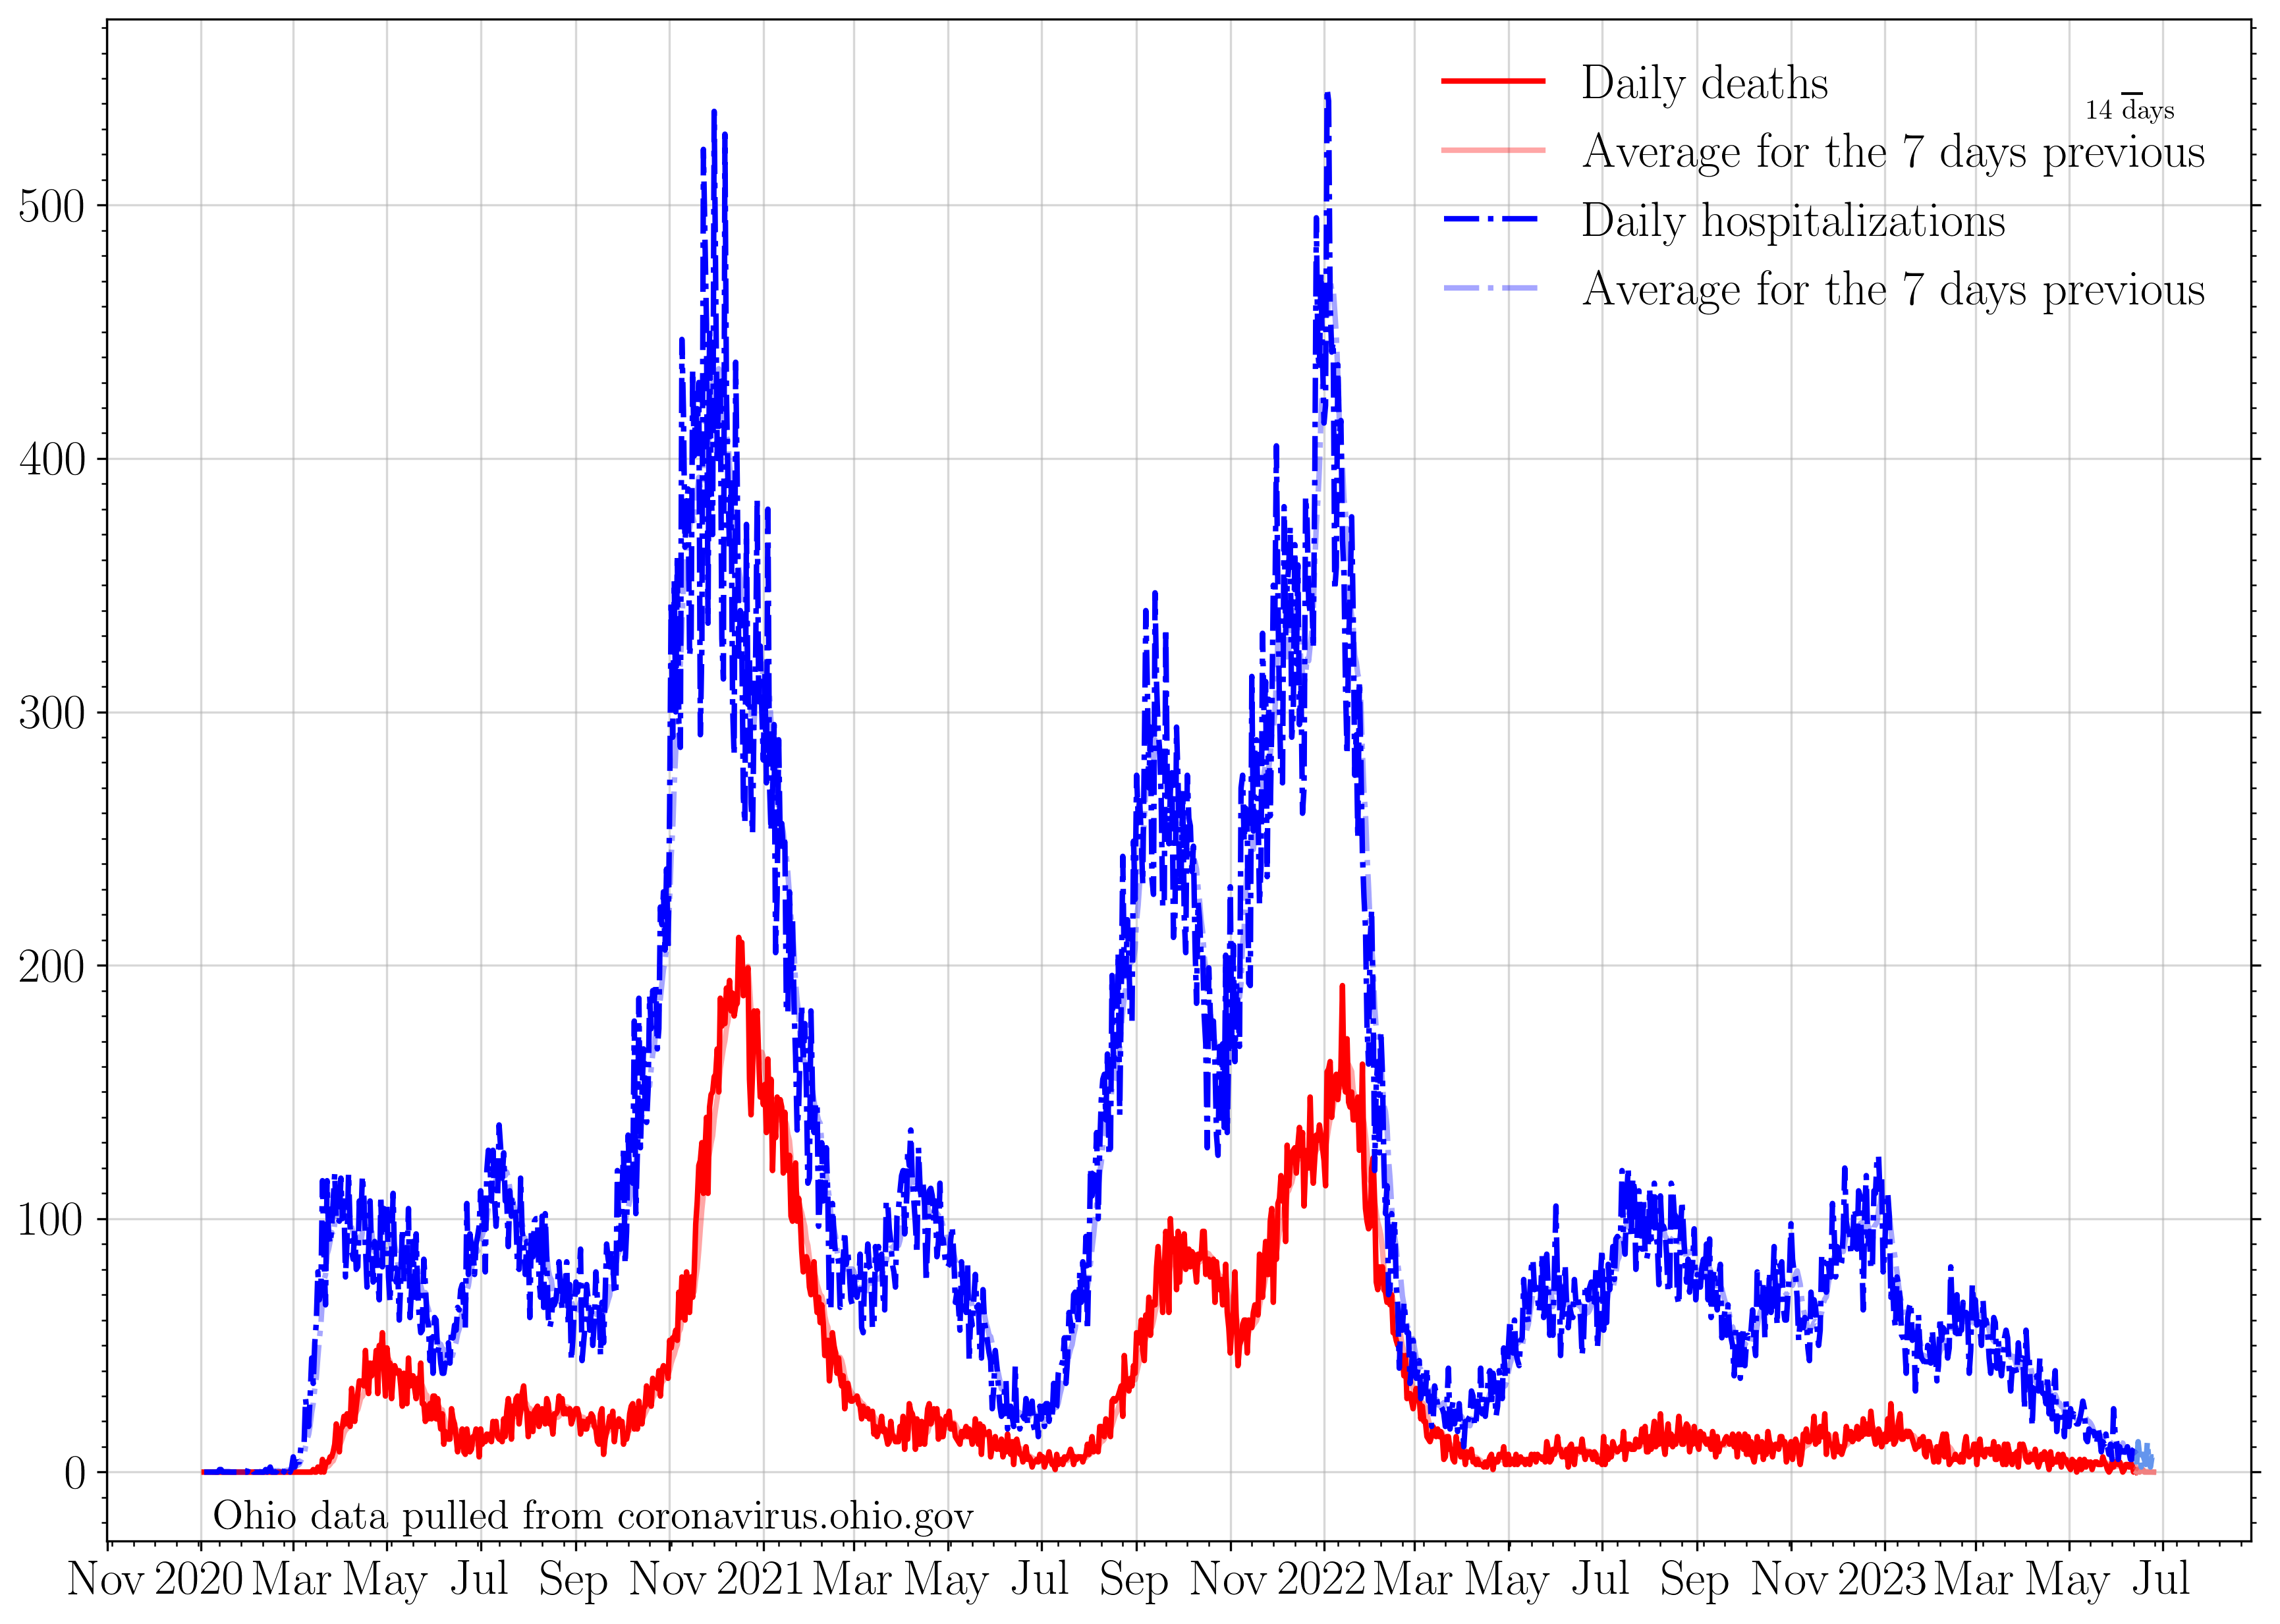 Daily deaths
14 days
Average for the 7 days previous
Daily hospitalizations
Average for the 7 days previous
500
400
300
200
100
0
Ohio data pulled from coronavirus.ohio.gov
Nov 2020 Mar May Jul Sep Nov 2021 Mar May Jul Sep Nov 2022 Mar May Jul Sep Nov 2023 Mar May Jul